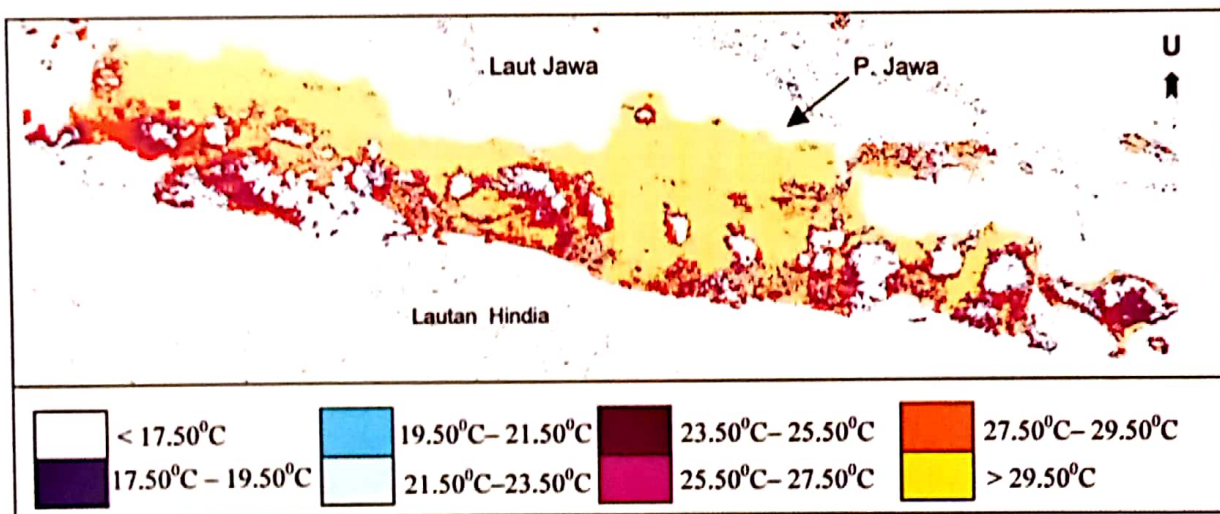 Laut Jawa
P. Jawa
U
Lautan Hindia
< 17.50⁰C
19.50⁰C– 21.50⁰C
23.50⁰C– 25.50⁰C
27.50⁰C– 29.50⁰C
17.50⁰C – 19.50⁰C
21.50⁰C–23.50⁰C
25.50⁰C– 27.50⁰C
> 29.50⁰C